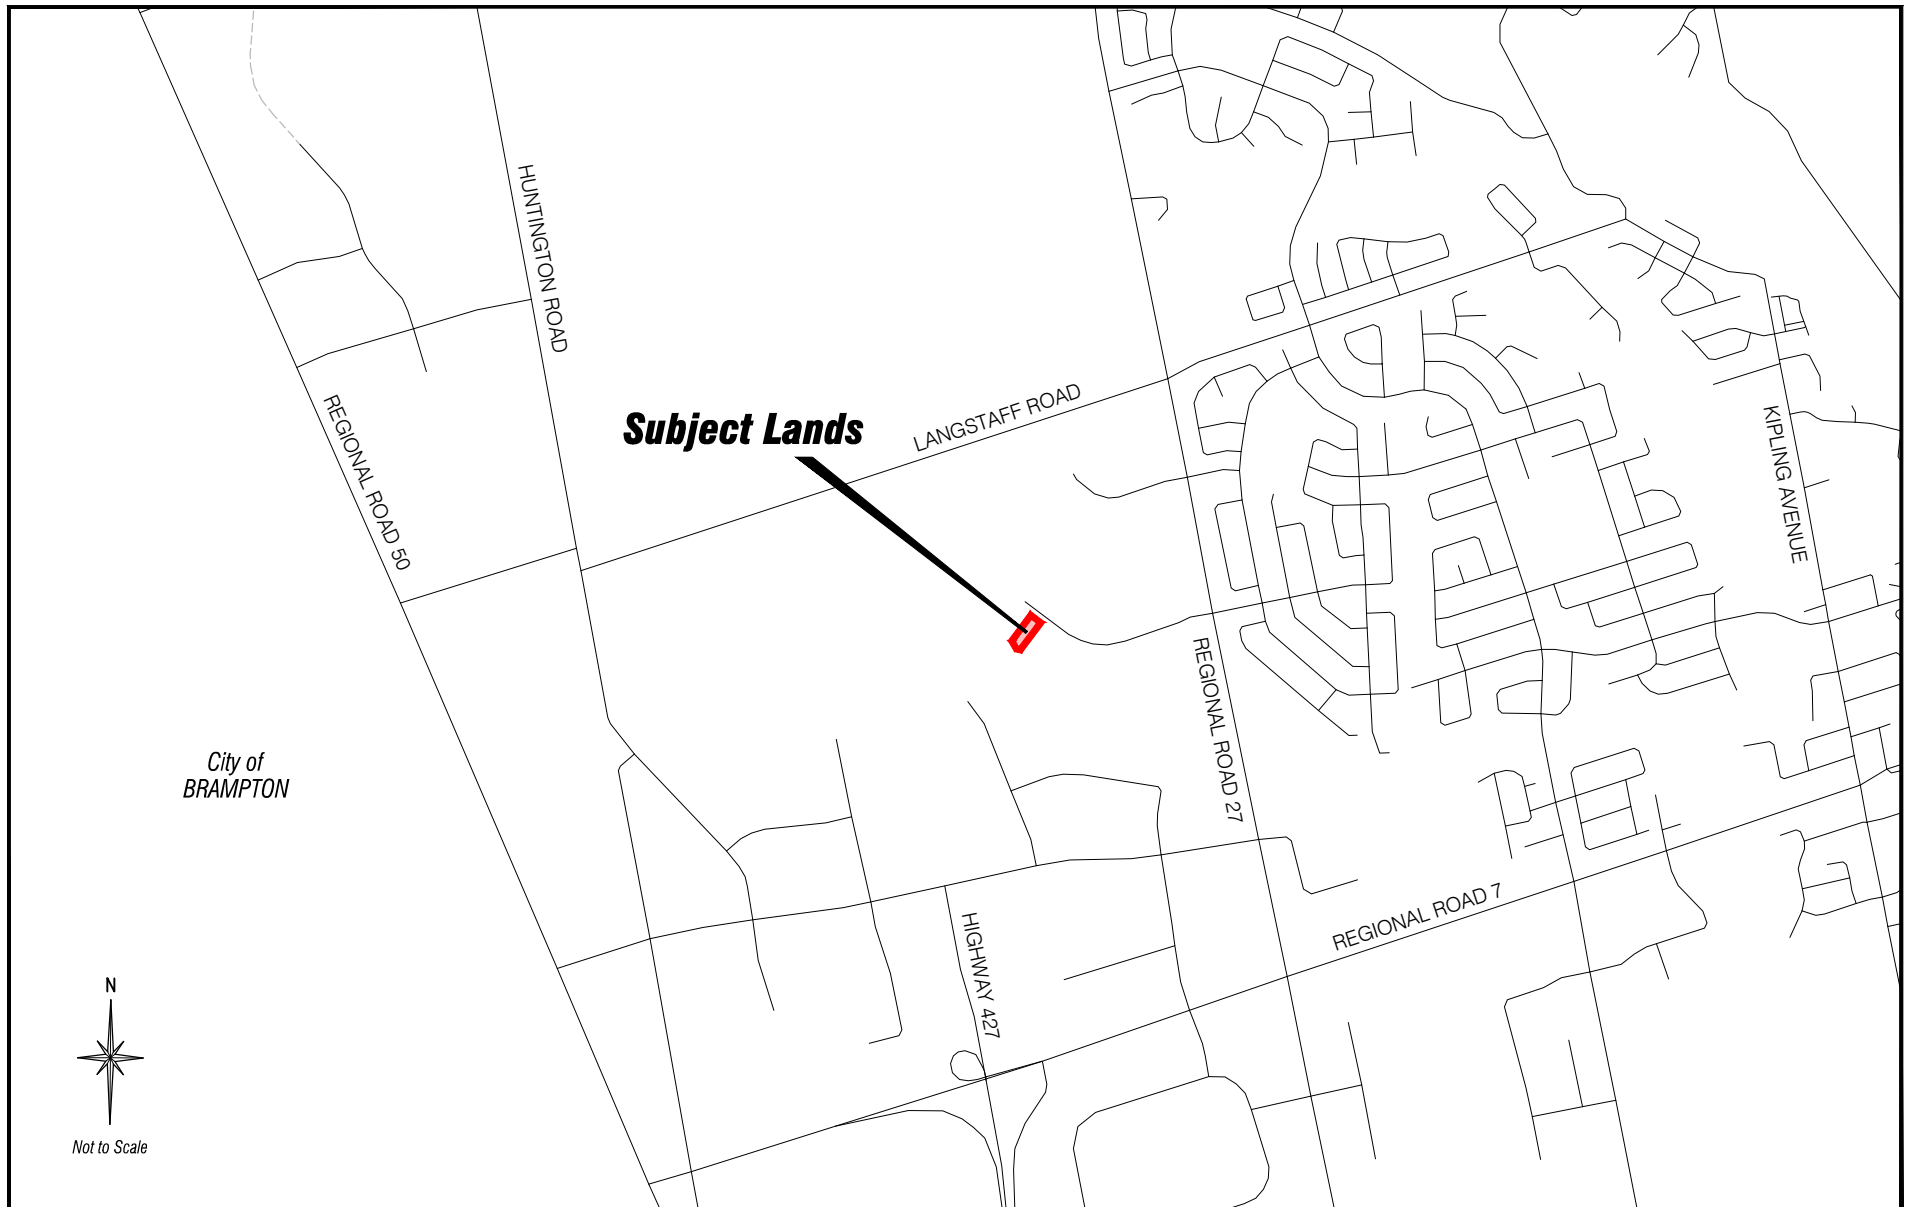 HUNTINGTON ROAD
REGIONAL ROAD 50
Subject Lands
LANGSTAFF ROAD
KIPLING AVENUE
REGIONAL ROAD 27
City of
BRAMPTON
REGIONAL ROAD 7
HIGHWAY 427
N
Not to Scale